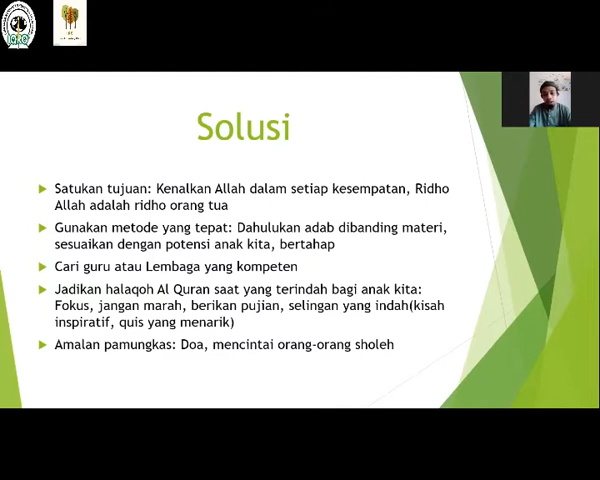 Solusi
Satukan tujuan: Kenalkan Allah dalam setiap kesempatan, Ridho
Allah adalah ridho orang tua
Gunakan metode yang tepat: Dahulukan adab dibanding materi,
sesuaikan dengan potensi anak kita, bertahap
Cari guru atau Lembaga yang kompeten
Jadikan halaqoh Al Quran saat yang terindah bagi anak kita:
Fokus, jangan marah, berikan pujian, selingan yang indah(kisah
inspiratif, quis yang menarik)
Amalan pamungkas: Doa, mencintai orang-orang sholeh